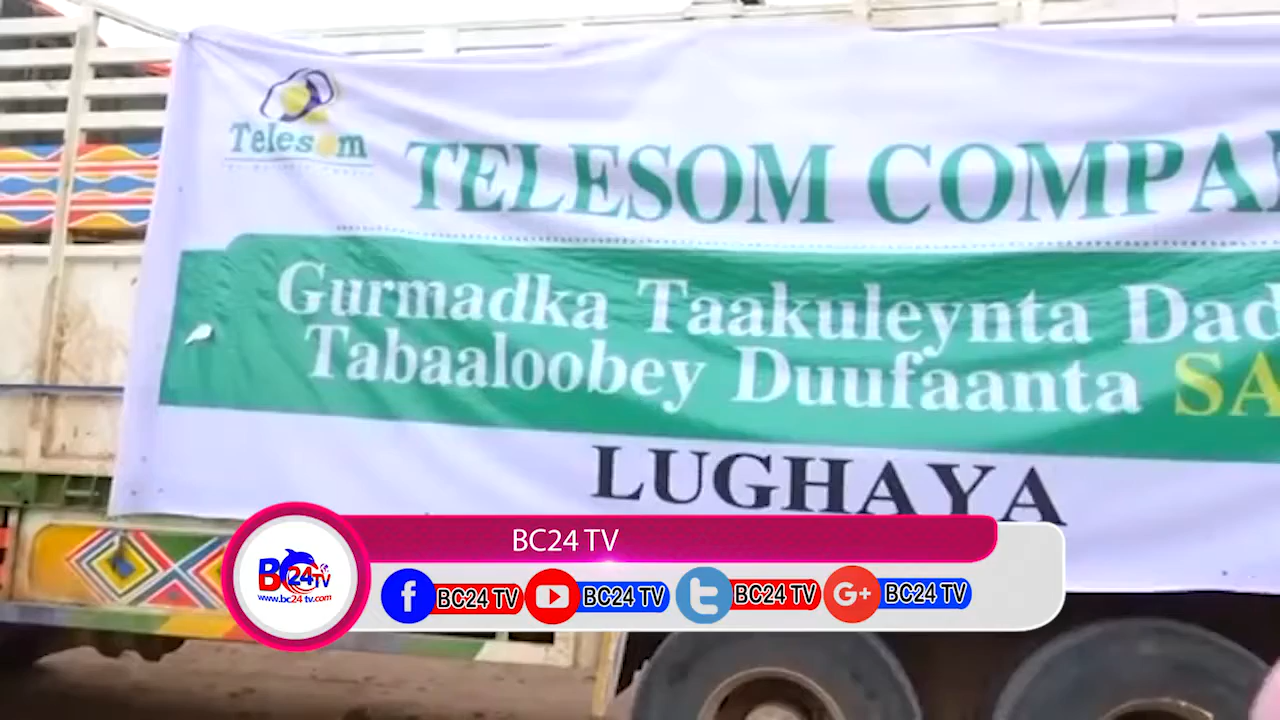 Telesom
TELESOM COMPA
Gurmadka Taakuleynta Dad
Tabaaloobey Duufaanta SA
LUGHAYA
BC24 TV
BC24 TV
www.bc24tv.com
BC24 TV
BC24 TV
BC24 TV
BC24 TV